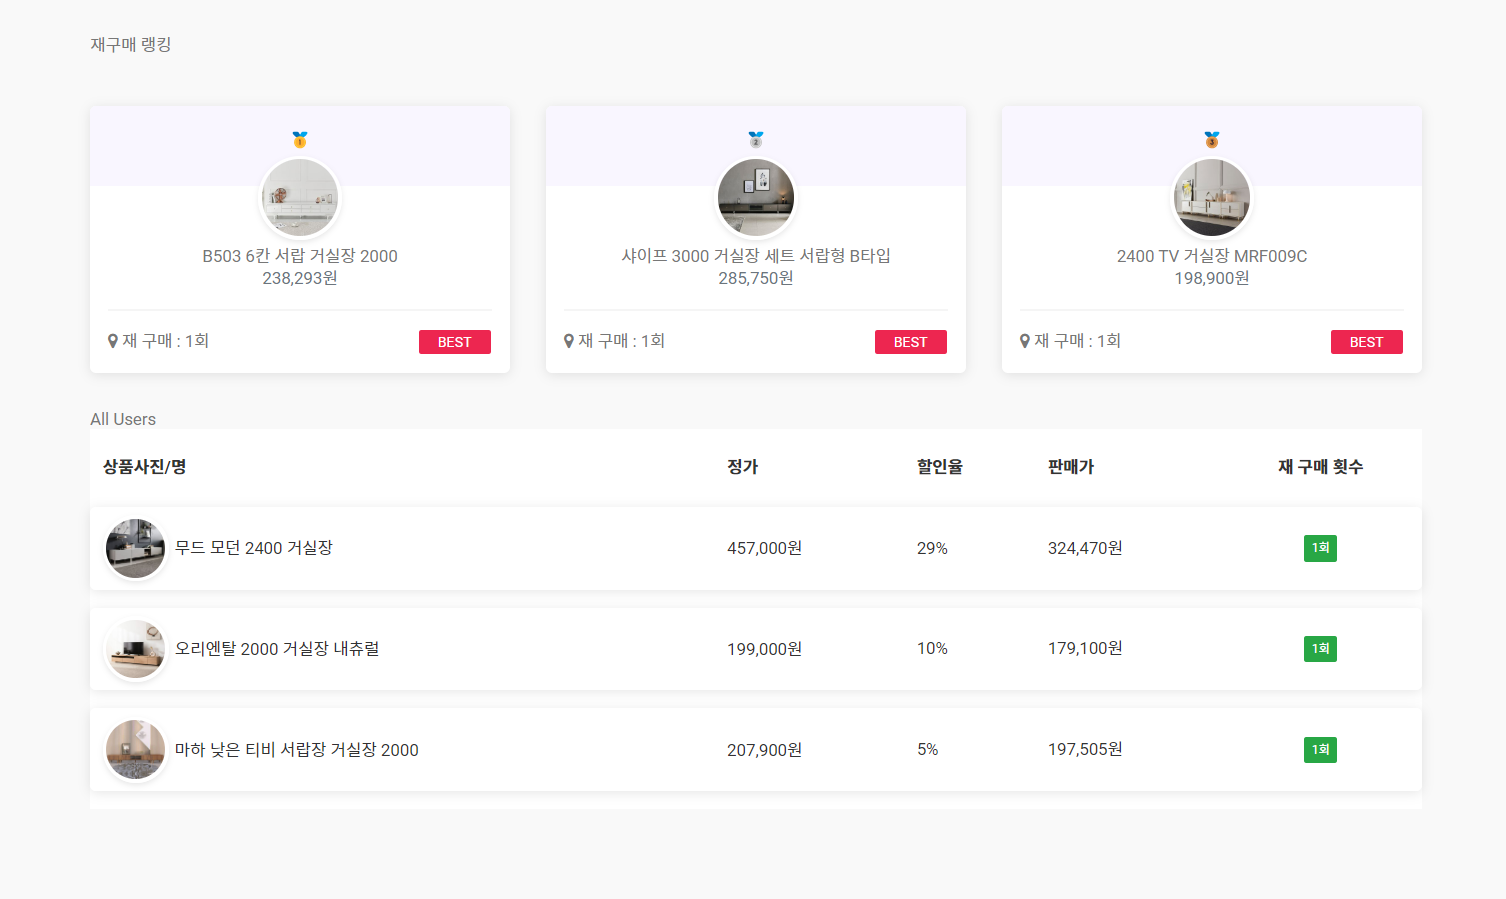 재구매 랭킹
1
B503 6칸 서랍 거실장 2000
238,293원
재 구매 : 1회
BEST
2
샤이프 3000 거실장 세트 서랍형 B타입
285,750원
재 구매 : 1회
BEST
3
2400 TV 거실장 MRF009C
198,900원
재 구매 : 1회
BEST
All Users
상품사진/명 정가 할인율 판매가 재 구매 횟수
무드 모던 2400 거실장 457,000원 29% 324,470원 1회
오리엔탈 2000 거실장 내츄럴 199,000원 10% 179,100원 1회
마하 낮은 티비 서랍장 거실장 2000 207,900원 5% 197,505원 1회